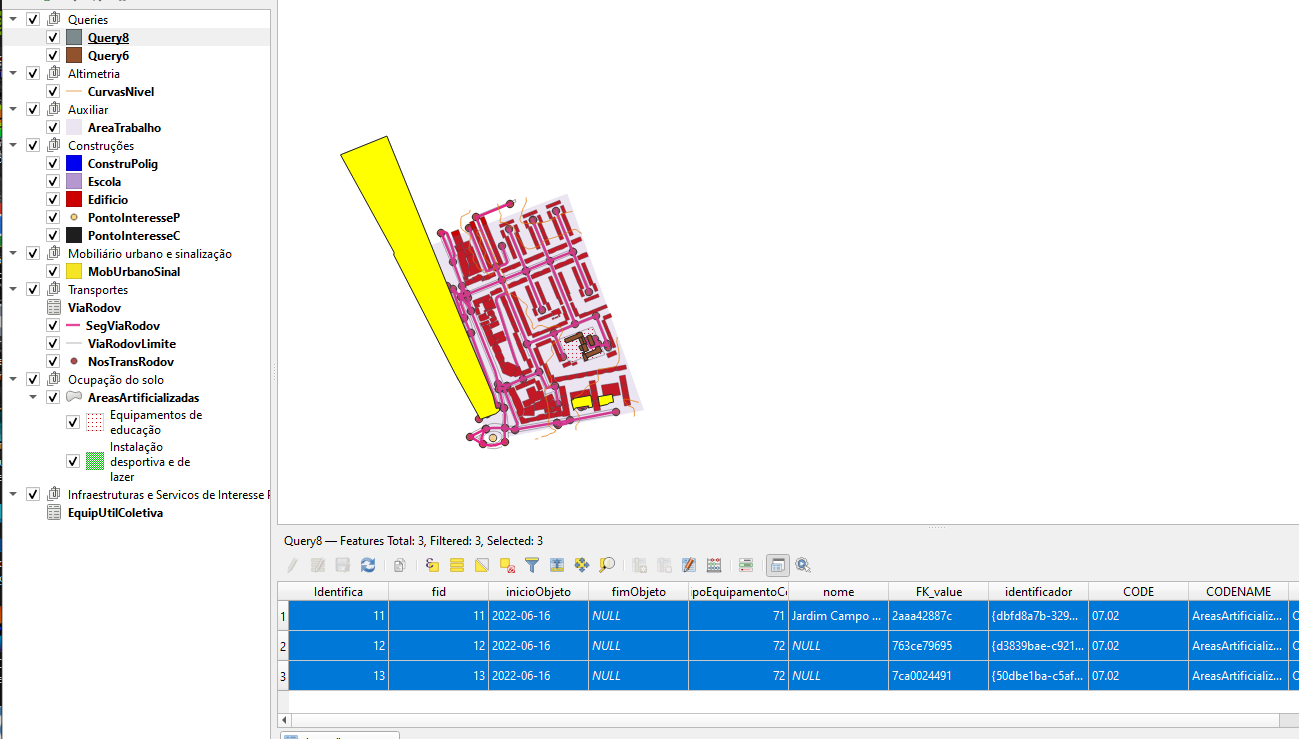 Queries
Query8
Query6
Altimetria
CurvasNivel
Auxiliar
AreaTrabalho
Construções
ConstruPolig
Escola
Edificio
PontoInteresseP
PontoInteresseC
Mobiliário urbano e sinalização
MobUrbanoSinal
Transportes
ViaRodov
SegViaRodov
ViaRodovLimite
NosTransRodov
Ocupação do solo
AreasArtificializadas
Equipamentos de
educação
Instalação
desportiva e de
lazer
Infraestruturas e Servicos de Interesse
EquipUtilColetiva
Query8 — Features Total: 3, Filtered: 3, Selected: 3
Identifica fid inicioObjeto fimObjeto poEquipamentoC nome FK_value identificador CODE CODENAME
1 11 11 2022-06-16 NULL 71 Jardim Campo ... 2aaa42887c {dbfd8a7b-329... 07.02 AreasArtificializ...
2 12 12 2022-06-16 NULL 72 NULL 763ce79695 {d3839bae-c921... 07.02 AreasArtificializ...
3 13 13 2022-06-16 NULL 72 NULL 7ca0024491 {50dbe1ba-c5af... 07.02 AreasArtificializ...